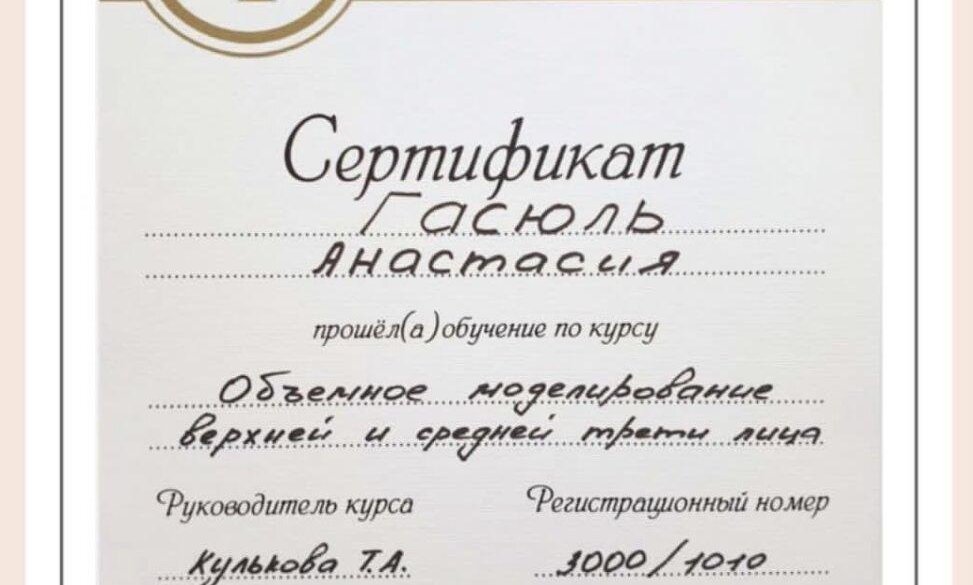 Сертификат
Гасюль
Анастасия
прошёл(а) обучение по курсу
Объемное моделирование
верхней и средней трети лица
Руководитель курса
Регистрационный номер
Кулькова Т.А.
3000/1010